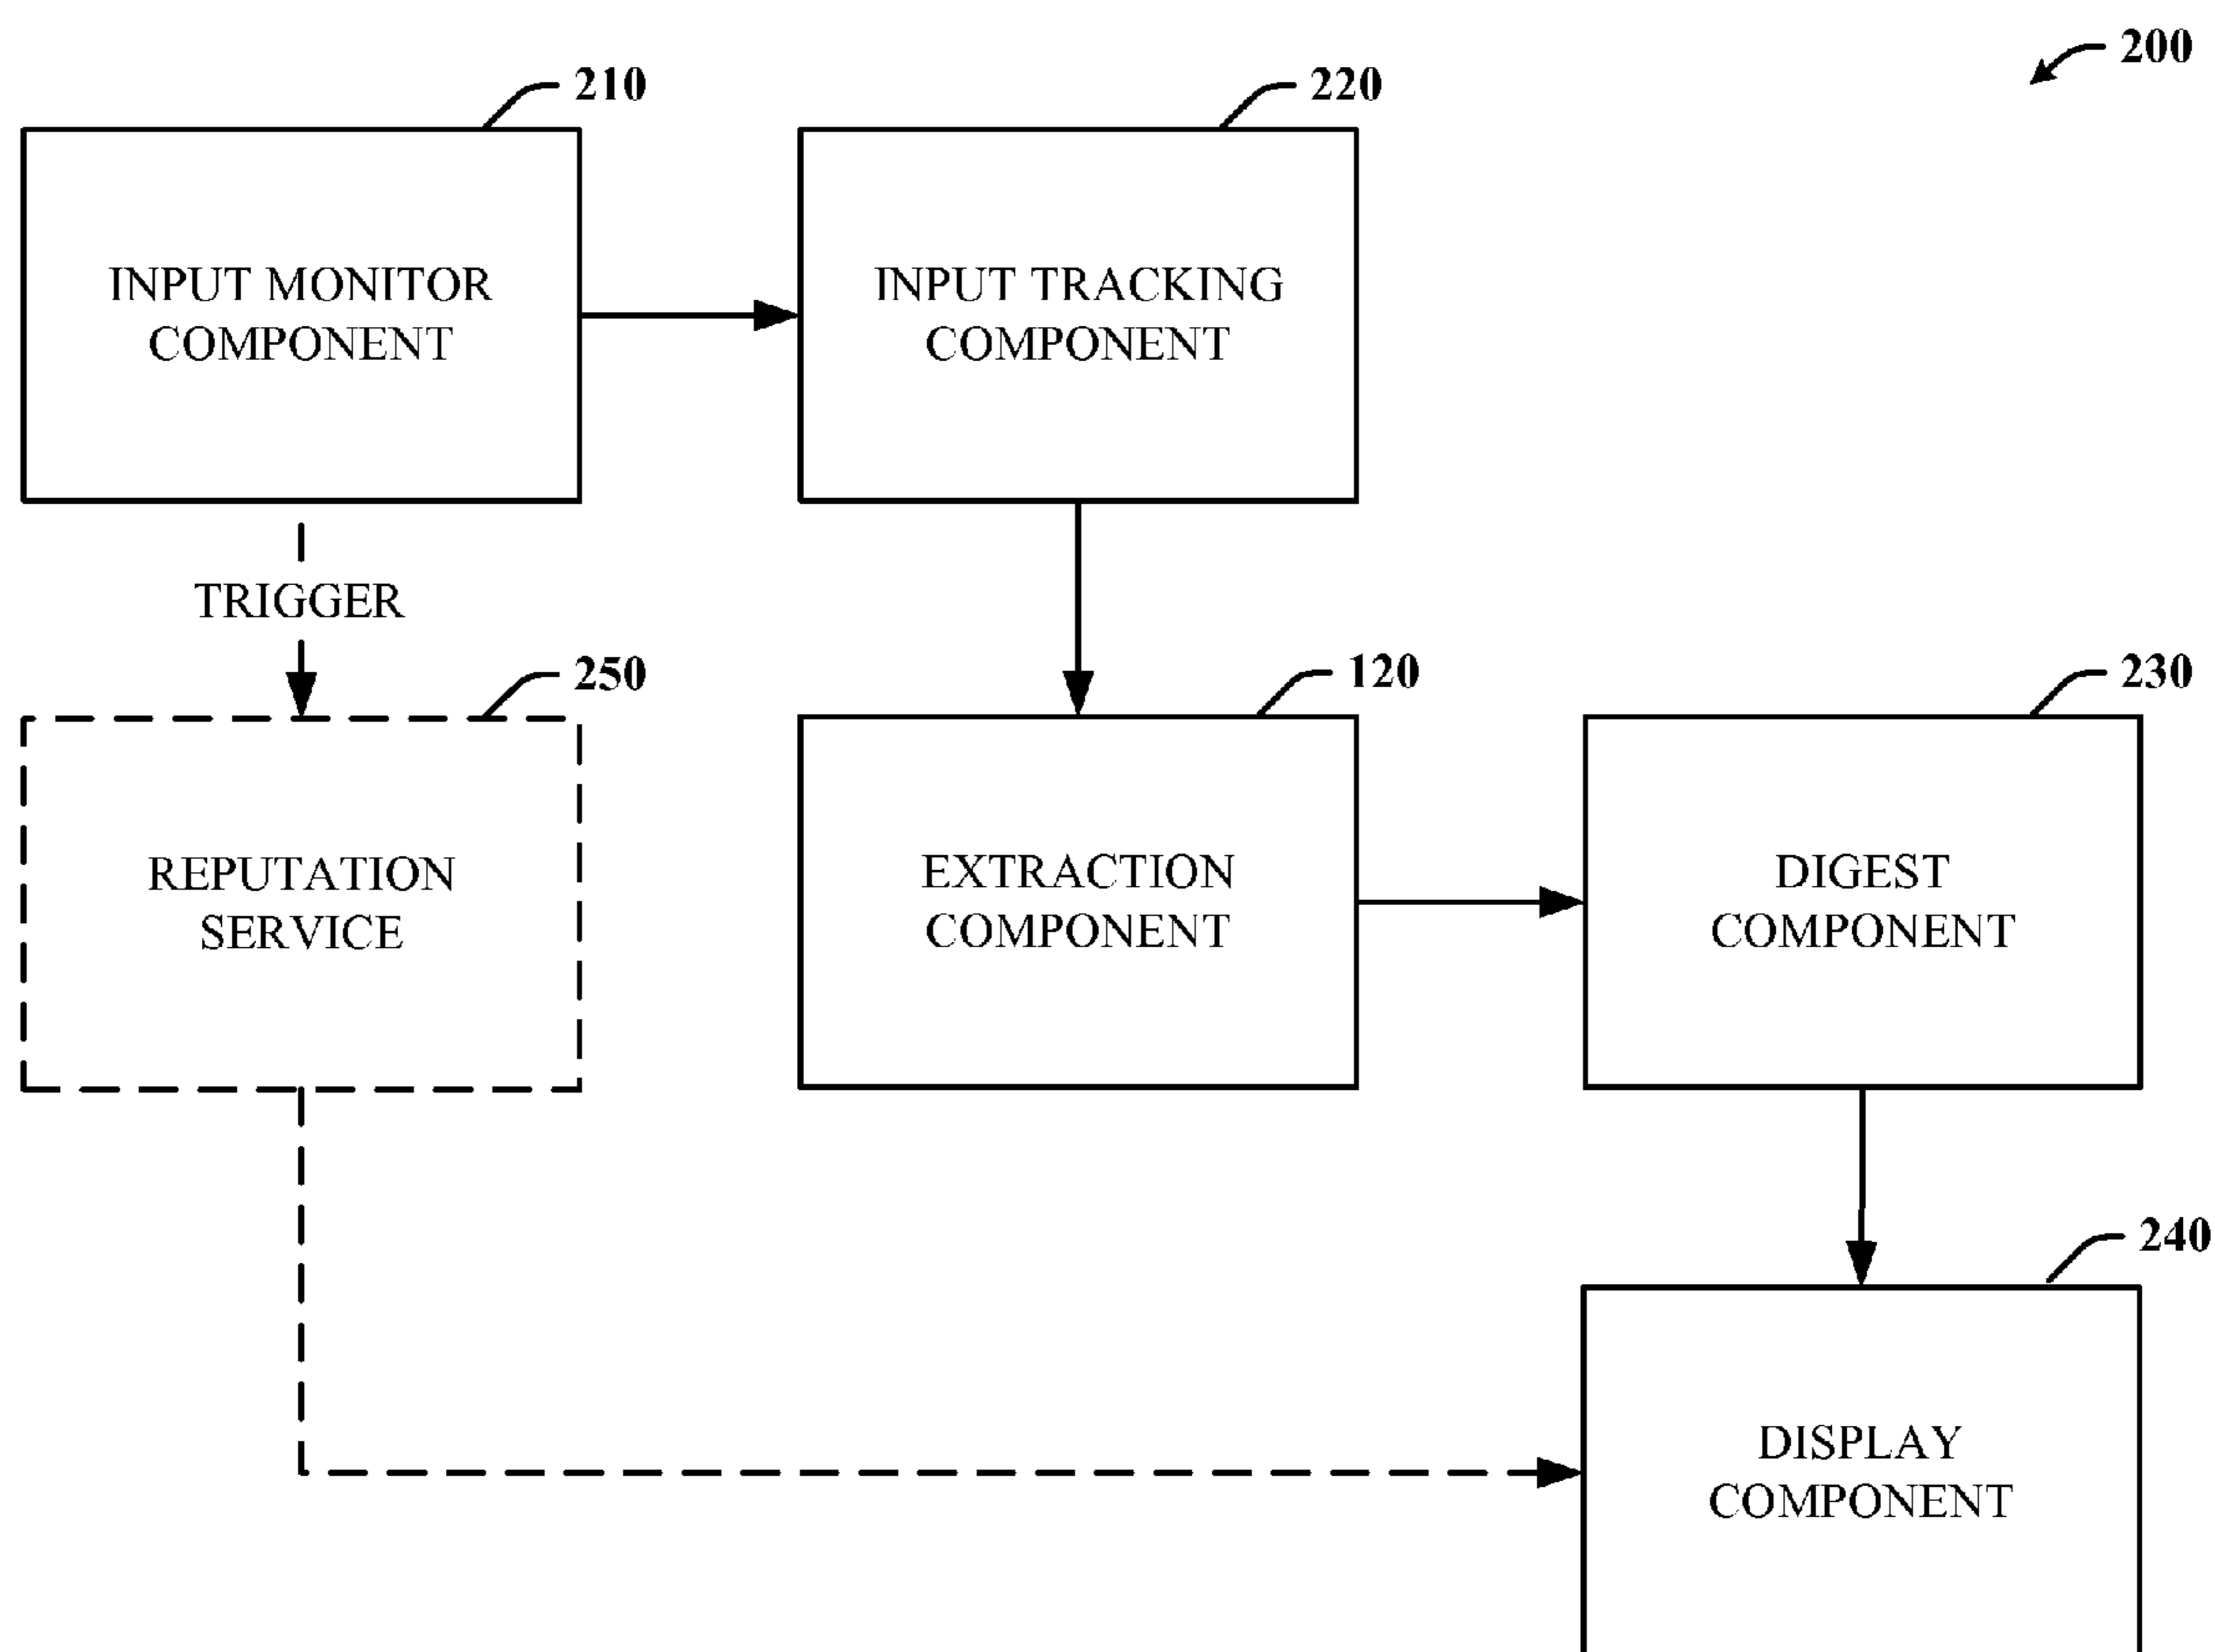 200
210
220
INPUT MONITOR
COMPONENT
INPUT TRACKING
COMPONENT
TRIGGER
250
120
230
REPUTATION
SERVICE
EXTRACTION
COMPONENT
DIGEST
COMPONENT
240
DISPLAY
COMPONENT